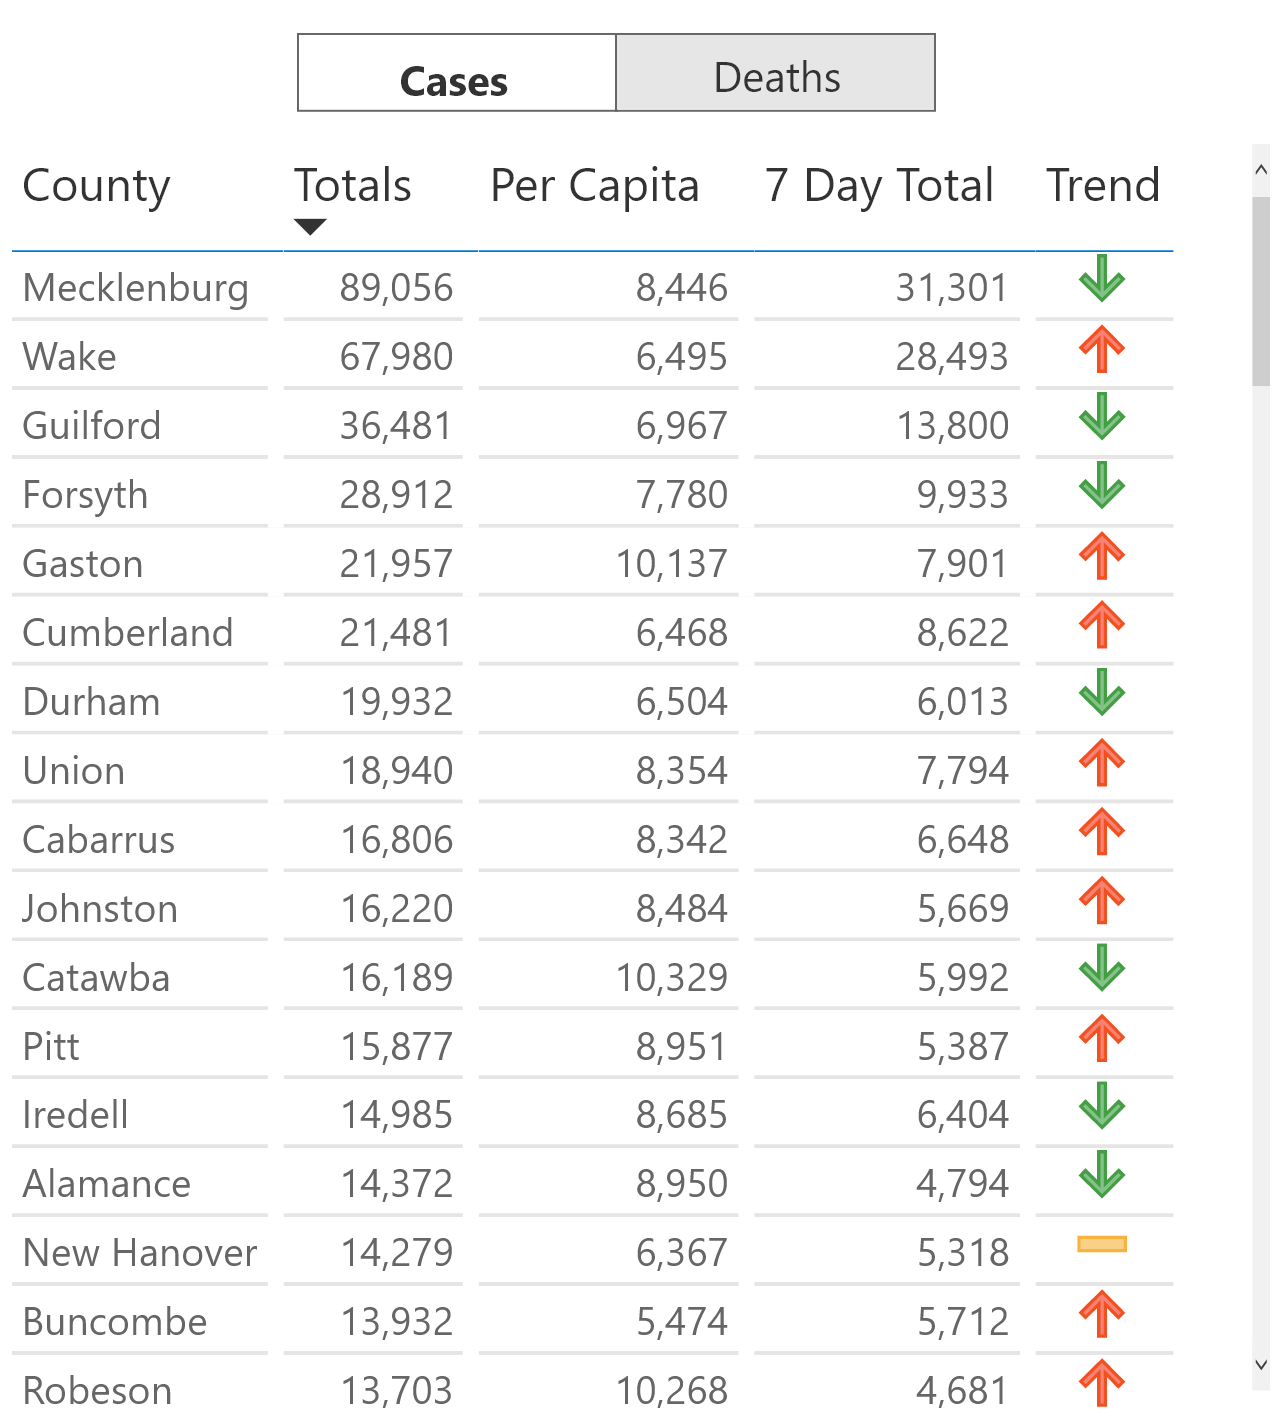 Cases Deaths
County Totals Per Capita 7 Day Total Trend
Mecklenburg 89,056 8,446 31,301
Wake 67,980 6,495 28,493
Guilford 36,481 6,967 13,800
Forsyth 28,912 7,780 9,933
Gaston 21,957 10,137 7,901
Cumberland 21,481 6,468 8,622
Durham 19,932 6,504 6,013
Union 18,940 8,354 7,794
Cabarrus 16,806 8,342 6,648
Johnston 16,220 8,484 5,669
Catawba 16,189 10,329 5,992
Pitt 15,877 8,951 5,387
Iredell 14,985 8,685 6,404
Alamance 14,372 8,950 4,794
New Hanover 14,279 6,367 5,318
Buncombe 13,932 5,474 5,712
Robeson 13,703 10,268 4,681